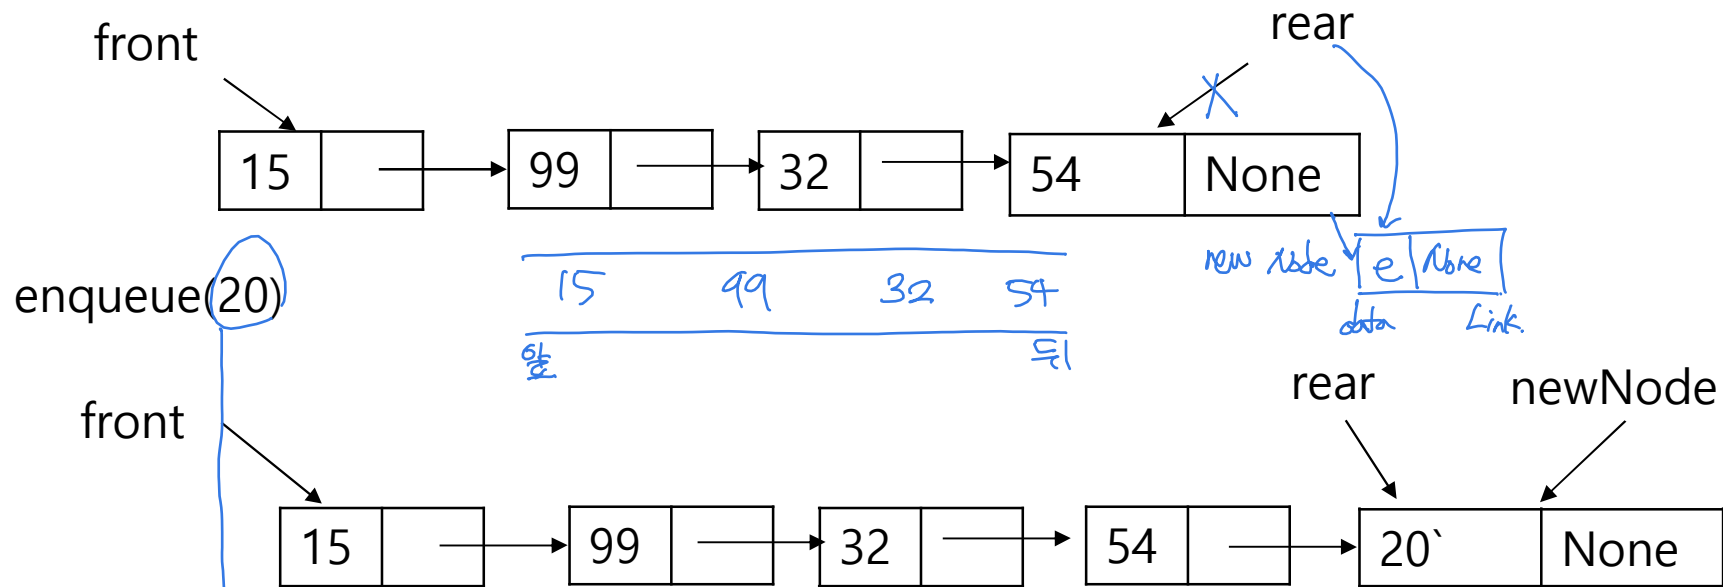 front
rear
15 99 32 54 None
enqueue(20)
15 99 32 54
new Node e None
data Link.
앞 뒤
rear newNode
front
15 99 32 54 20` None